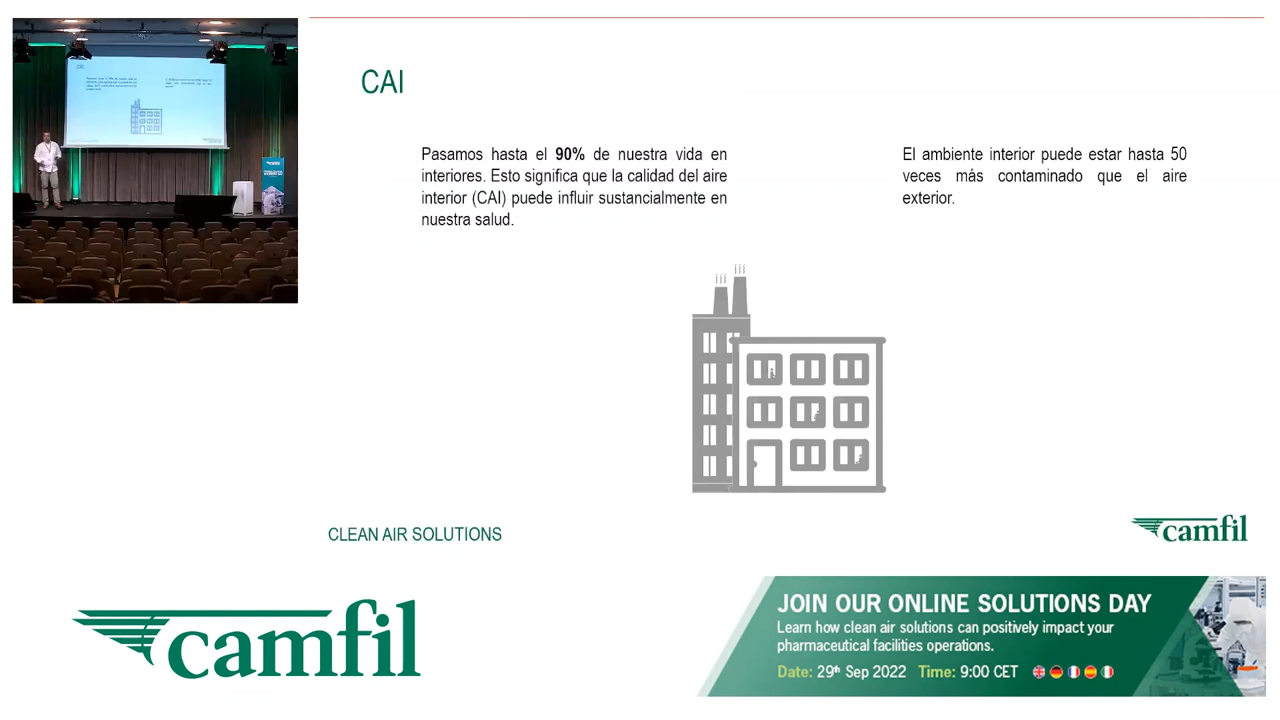 CAI
Pasamos hasta el 90% de nuestra vida en
interiores. Esto significa que la calidad del aire
interior (CAI) puede influir sustancialmente en
nuestra salud.
El ambiente interior puede estar hasta 50
veces más contaminado que el aire
exterior.
CLEAN AIR SOLUTIONS
camfil
camfil
JOIN OUR ONLINE SOLUTIONS DAY
Learn how clean air solutions can positively impact your
pharmaceutical facilities operations.
Date: 29th Sep 2022 Time: 9:00 CET